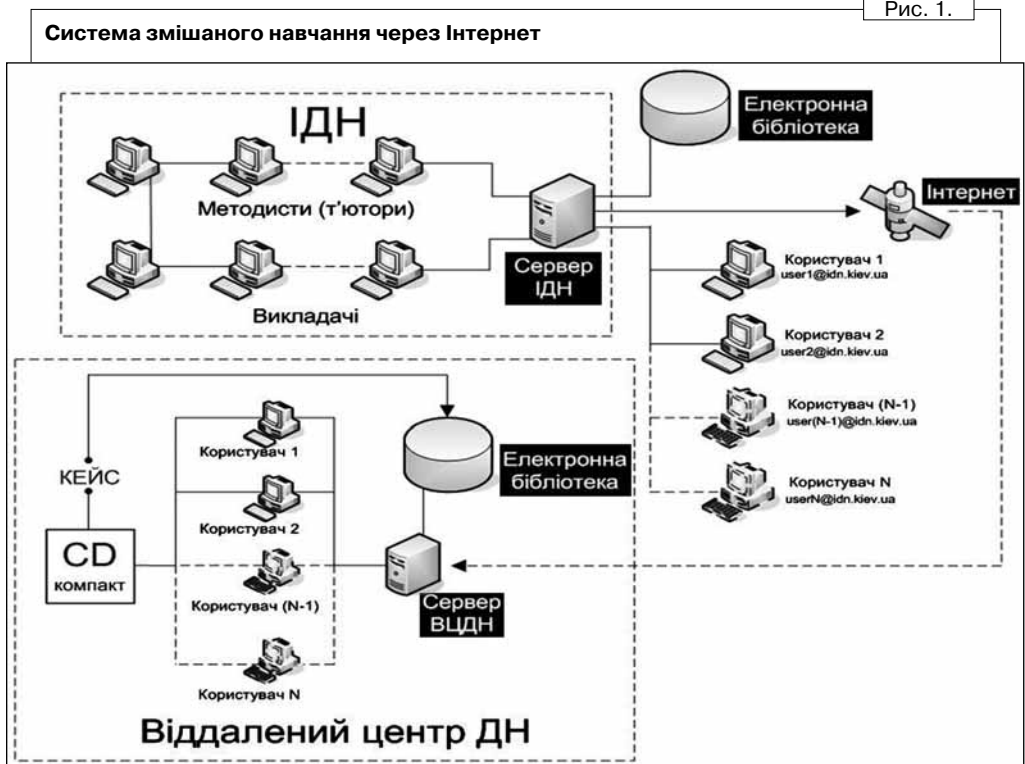 Рис. 1.
Система змішаного навчання через Інтернет
ІДН
Методисти (т'ютори)
Викладачі
Сервер
ІДН
Електронна
бібліотека
Інтернет
Користувач 1
user1@idn.kiev.ua
Користувач 2
user2@idn.kiev.ua
Користувач (N-1)
user(N-1)@idn.kiev.ua
Користувач N
userN@idn.kiev.ua
КЕЙС
CD
компакт
Користувач 1
Користувач 2
Користувач (N-1)
Користувач N
Електронна
бібліотека
Сервер
ВЦДН
Віддалений центр ДН